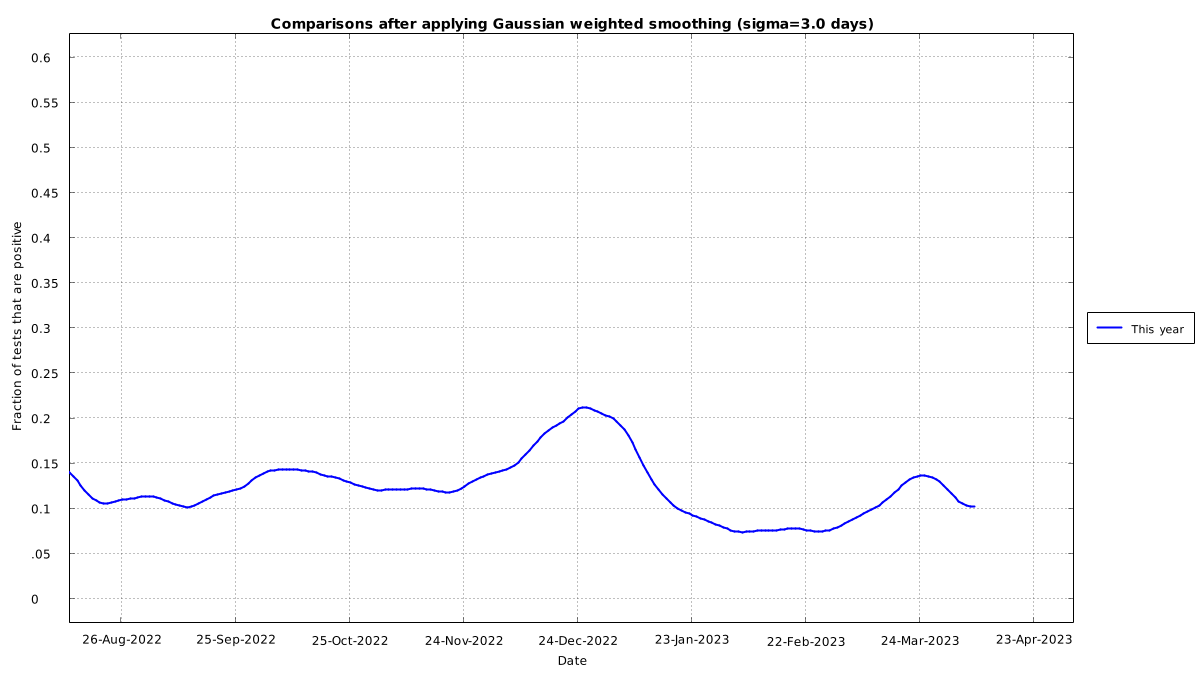 Comparisons after applying Gaussian weighted smoothing (sigma=3.0 days)
0.6
0.55
0.5
0.45
0.4
0.35
0.3
0.25
0.2
0.15
0.1
.05
0
Fraction of tests that are positive
This year
26-Aug-2022 25-Sep-2022 25-Oct-2022 24-Nov-2022 24-Dec-2022 23-Jan-2023 22-Feb-2023 24-Mar-2023 23-Apr-2023
Date